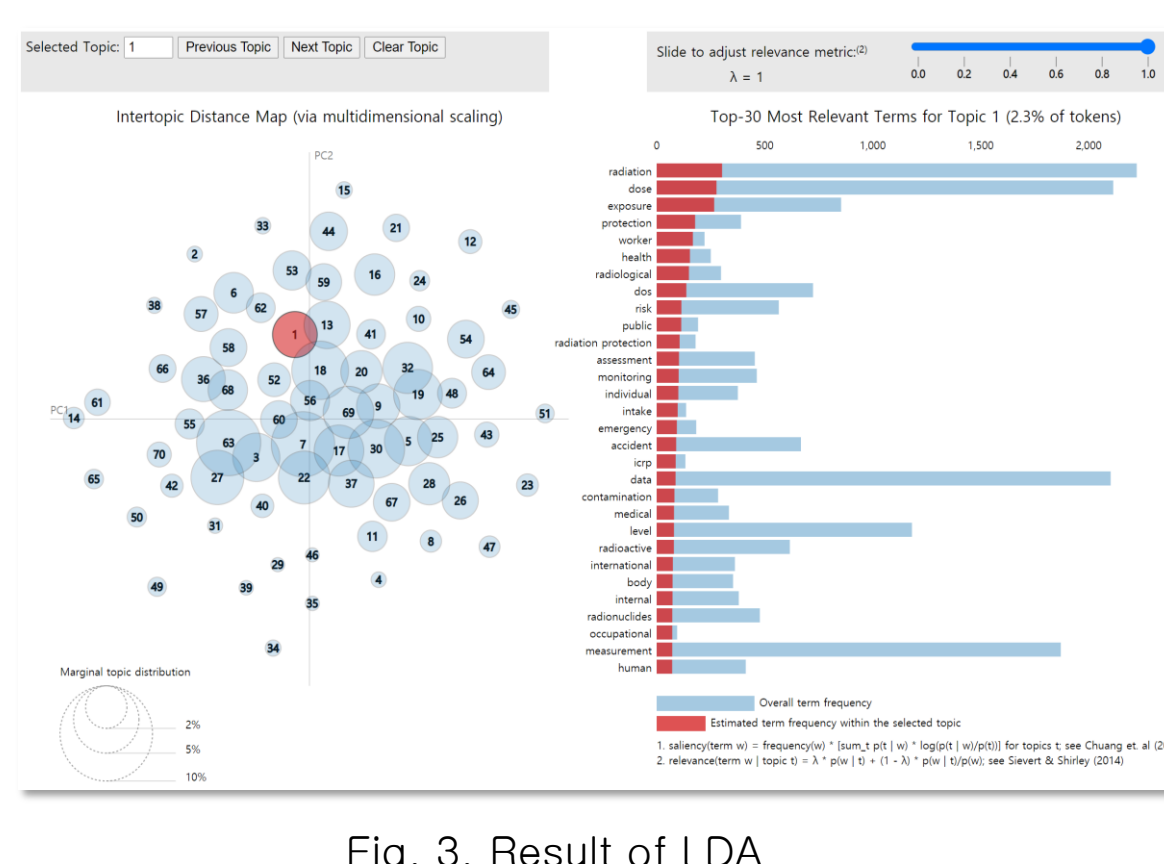 Selected Topic: 1 Previous Topic Next Topic Clear Topic
Slide to adjust relevance metric:(2)
λ = 1
0.0 0.2 0.4 0.6 0.8 1.0
Intertopic Distance Map (via multidimensional scaling)
PC2
15
33
44
21
12
2
53
59
16
24
6
62
38
57
45
1
13
41
10
54
58
66
36
68
52
18
20
32
64
19
48
61
PC1
14
56
69
9
51
55
60
63
3
7
17
30
5
25
43
70
65
42
27
22
37
28
23
26
67
40
50
31
11
8
47
46
29
4
49
39
35
34
Marginal topic distribution
2%
5%
10%
Top-30 Most Relevant Terms for Topic 1 (2.3% of tokens)
0 500 1,000 1,500 2,000
radiation
dose
exposure
protection
worker
health
radiological
dos
risk
public
radiation protection
assessment
monitoring
individual
intake
emergency
accident
icrp
data
contamination
medical
level
radioactive
international
body
internal
radionuclides
occupational
measurement
human
Overall term frequency
Estimated term frequency within the selected topic
1. saliency(term w) = frequency(w) * [sum_t p(t | w) * log(p(t | w)/p(t))] for topics t; see Chuang et. al
2. relevance(term w | topic t) = λ * p(w | t) + (1 - λ) * p(w | t)/p(w); see Sievert & Shirley (2014)
Fig. 3. Result of LDA